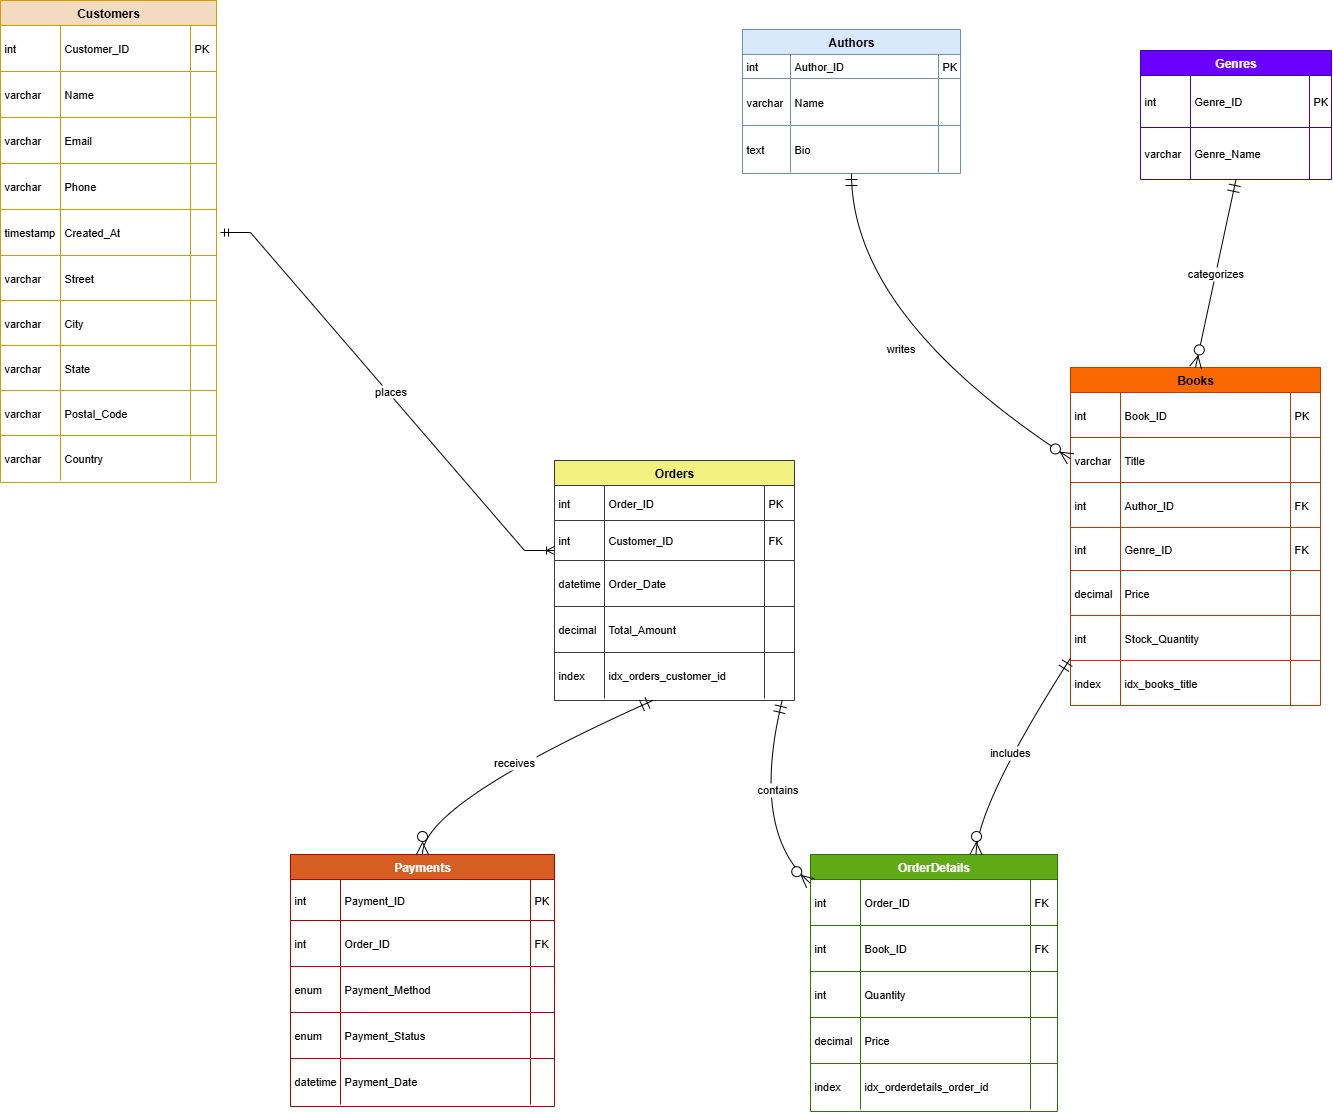 Customers
int Customer_ID PK
varchar Name
varchar Email
varchar Phone
timestamp Created_At
varchar Street
varchar City
varchar State
varchar Postal_Code
varchar Country
Authors
int Author_ID PK
varchar Name
text Bio
Genres
int Genre_ID PK
varchar Genre_Name
categorizes
writes
places
Books
int Book_ID PK
varchar Title
int Author_ID FK
int Genre_ID FK
decimal Price
int Stock_Quantity
index idx_books_title
Orders
int Order_ID PK
int Customer_ID FK
datetime Order_Date
decimal Total_Amount
index idx_orders_customer_id
receives
contains
includes
Payments
int Payment_ID PK
int Order_ID FK
enum Payment_Method
enum Payment_Status
datetime Payment_Date
OrderDetails
int Order_ID FK
int Book_ID FK
int Quantity
decimal Price
index idx_orderdetails_order_id